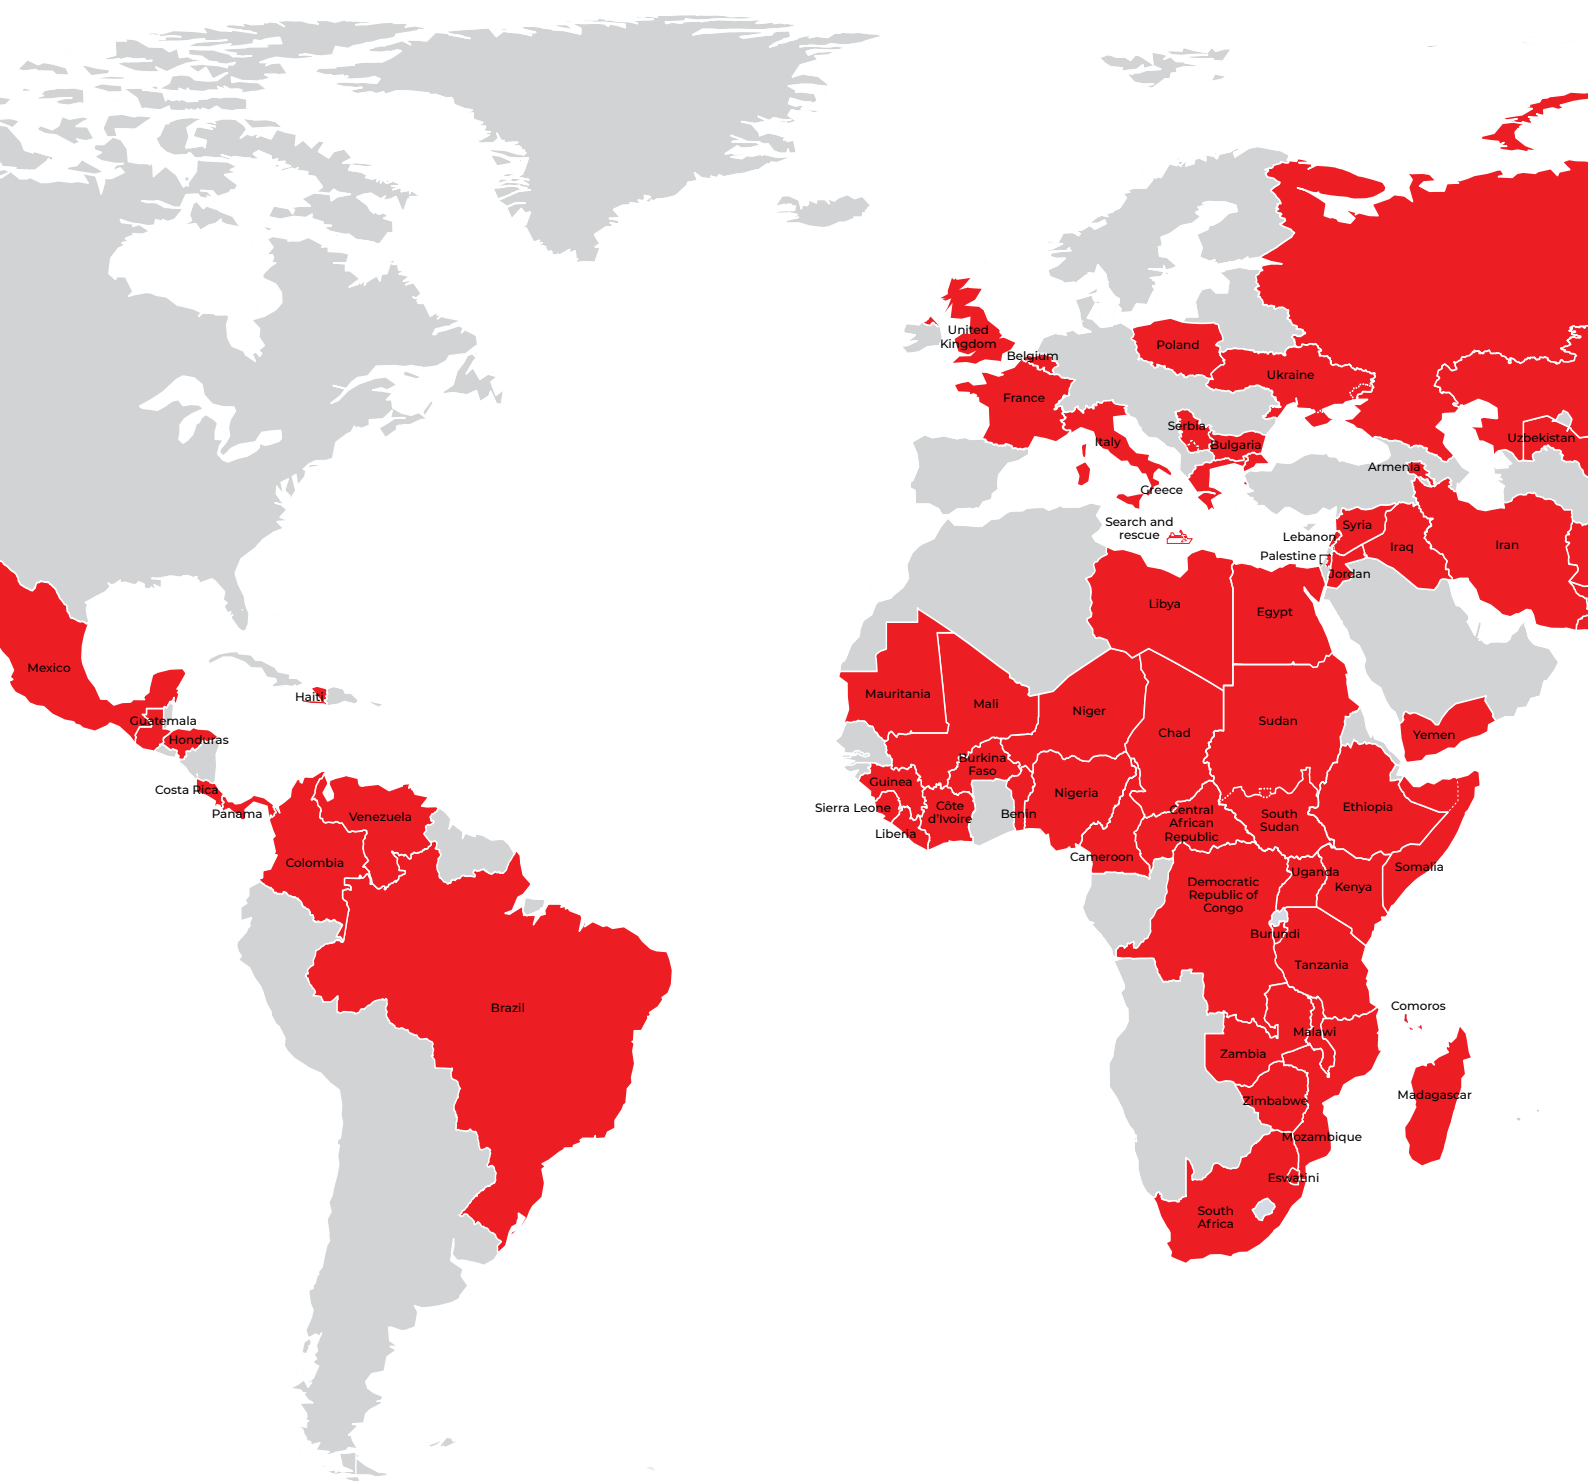 United
Kingdom
Belgium
Poland
Ukraine
France
Serbia
Bulgaria
Italy
Uzbekistan
Armenia
Greece
Search and
rescue
Syria
Lebanon
Iraq
Iran
Palestine
Jordan
Libya
Egypt
Mexico
Haiti
Mauritania
Mali
Niger
Sudan
Guatemala
Chad
Yemen
Honduras
Burkina
Faso
Guinea
Costa Rica
Nigeria
Sierra Leone
Côte
d'Ivoire
Benin
Central
African
Republic
South
Sudan
Ethiopia
Panama
Venezuela
Liberia
Cameroon
Colombia
Somalia
Uganda
Kenya
Democratic
Republic of
Congo
Burundi
Tanzania
Brazil
Comoros
Malawi
Zambia
Madagascar
Zimbabwe
Mozambique
Eswatini
South
Africa